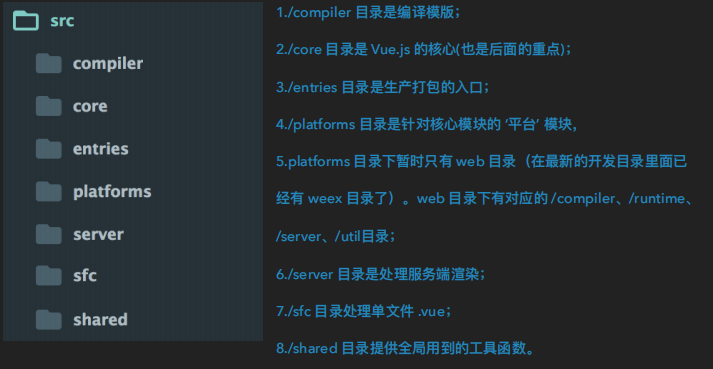 src
compiler
core
entries
platforms
server
sfc
shared
1./compiler 目录是编译模版；
2./core 目录是 Vue.js 的核心(也是后面的重点)；
3./entries 目录是生产打包的入口；
4./platforms 目录是针对核心模块的 ‘平台’ 模块，
5.platforms 目录下暂时只有 web 目录（在最新的开发目录里面已
经有 weex 目录了）。web 目录下有对应的 /compiler、/runtime、
/server、/util目录；
6./server 目录是处理服务端渲染；
7./sfc 目录处理单文件 .vue；
8./shared 目录提供全局用到的工具函数。